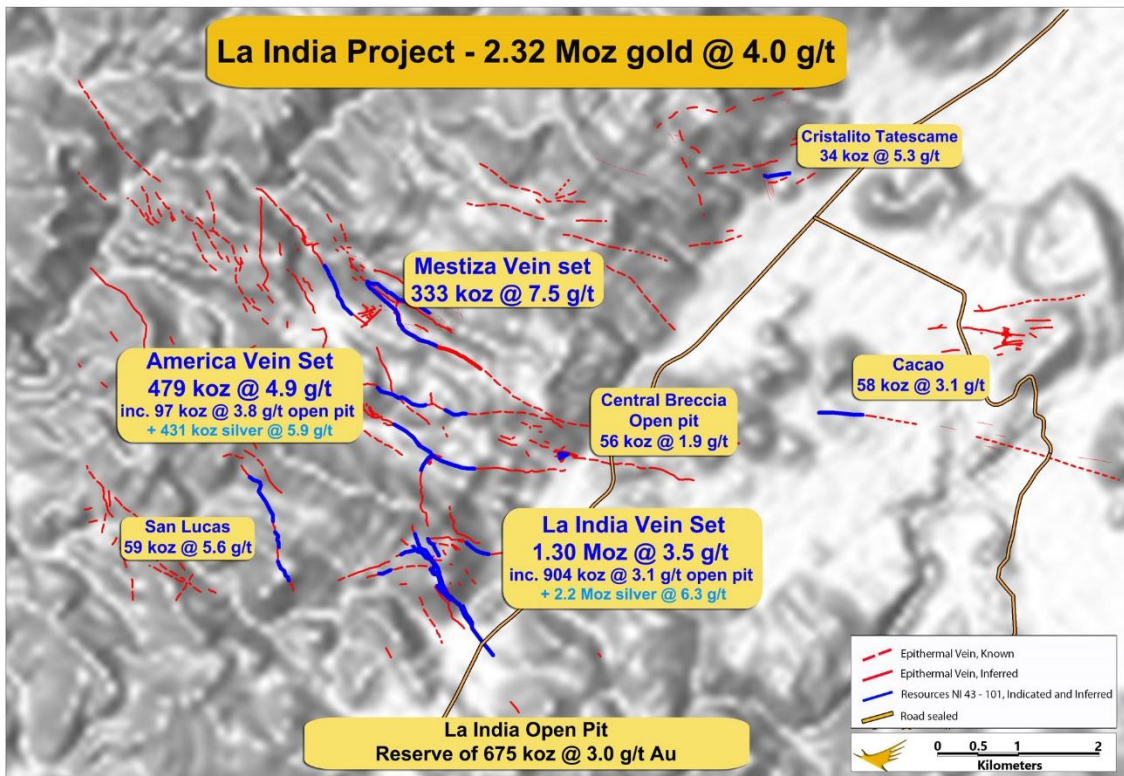 La India Project - 2.32 Moz gold @ 4.0 g/t
Cristalito Tatescame
34 koz @ 5.3 g/t
Mestiza Vein set
333 koz @ 7.5 g/t
America Vein Set
479 koz @ 4.9 g/t
inc. 97 koz @ 3.8 g/t open pit
+ 431 koz silver @ 5.9 g/t
Cacao
58 koz @ 3.1 g/t
Central Breccia
Open pit
56 koz @ 1.9 g/t
San Lucas
59 koz @ 5.6 g/t
La India Vein Set
1.30 Moz @ 3.5 g/t
inc. 904 koz @ 3.1 g/t open pit
+ 2.2 Moz silver @ 6.3 g/t
La India Open Pit
Reserve of 675 koz @ 3.0 g/t Au
Epithermal Vein, Known
Epithermal Vein, Inferred
Resources NI 43 - 101, Indicated and Inferred
Road sealed
0 0.5 1 2
Kilometers